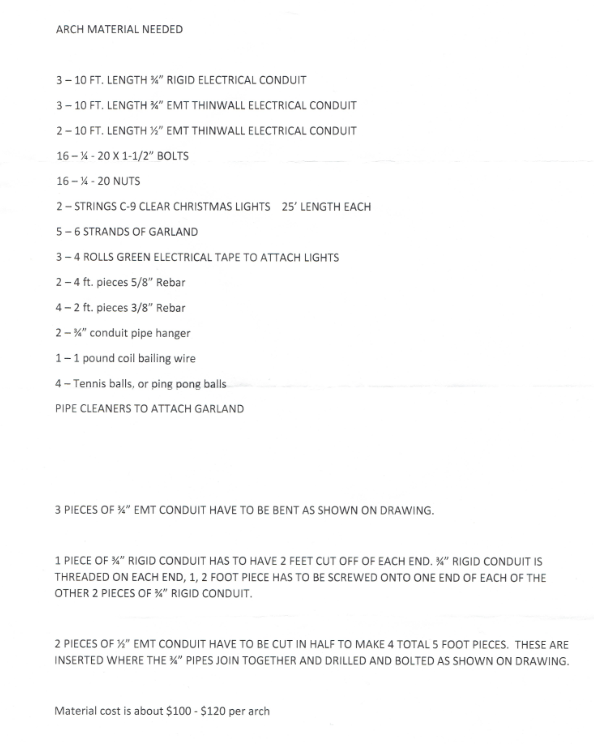 ARCH MATERIAL NEEDED
3 – 10 FT. LENGTH ¾” RIGID ELECTRICAL CONDUIT
3 – 10 FT. LENGTH ¾” EMT THINWALL ELECTRICAL CONDUIT
2 – 10 FT. LENGTH ½” EMT THINWALL ELECTRICAL CONDUIT
16 – ¼ - 20 X 1-1/2” BOLTS
16 – ¼ - 20 NUTS
2 – STRINGS C-9 CLEAR CHRISTMAS LIGHTS 25’ LENGTH EACH
5 – 6 STRANDS OF GARLAND
3 – 4 ROLLS GREEN ELECTRICAL TAPE TO ATTACH LIGHTS
2 – 4 ft. pieces 5/8” Rebar
4 – 2 ft. pieces 3/8” Rebar
2 – ¾” conduit pipe hanger
1 – 1 pound coil bailing wire
4 – Tennis balls, or ping pong balls
PIPE CLEANERS TO ATTACH GARLAND
3 PIECES OF ¾” EMT CONDUIT HAVE TO BE BENT AS SHOWN ON DRAWING.
1 PIECE OF ¾” RIGID CONDUIT HAS TO HAVE 2 FEET CUT OFF OF EACH END. ¾” RIGID CONDUIT IS
THREADED ON EACH END, 1, 2 FOOT PIECE HAS TO BE SCREWED ONTO ONE END OF EACH OF THE
OTHER 2 PIECES OF ¾” RIGID CONDUIT.
2 PIECES OF ½” EMT CONDUIT HAVE TO BE CUT IN HALF TO MAKE 4 TOTAL 5 FOOT PIECES. THESE ARE
INSERTED WHERE THE ¾” PIPES JOIN TOGETHER AND DRILLED AND BOLTED AS SHOWN ON DRAWING.
Material cost is about $100 - $120 per arch